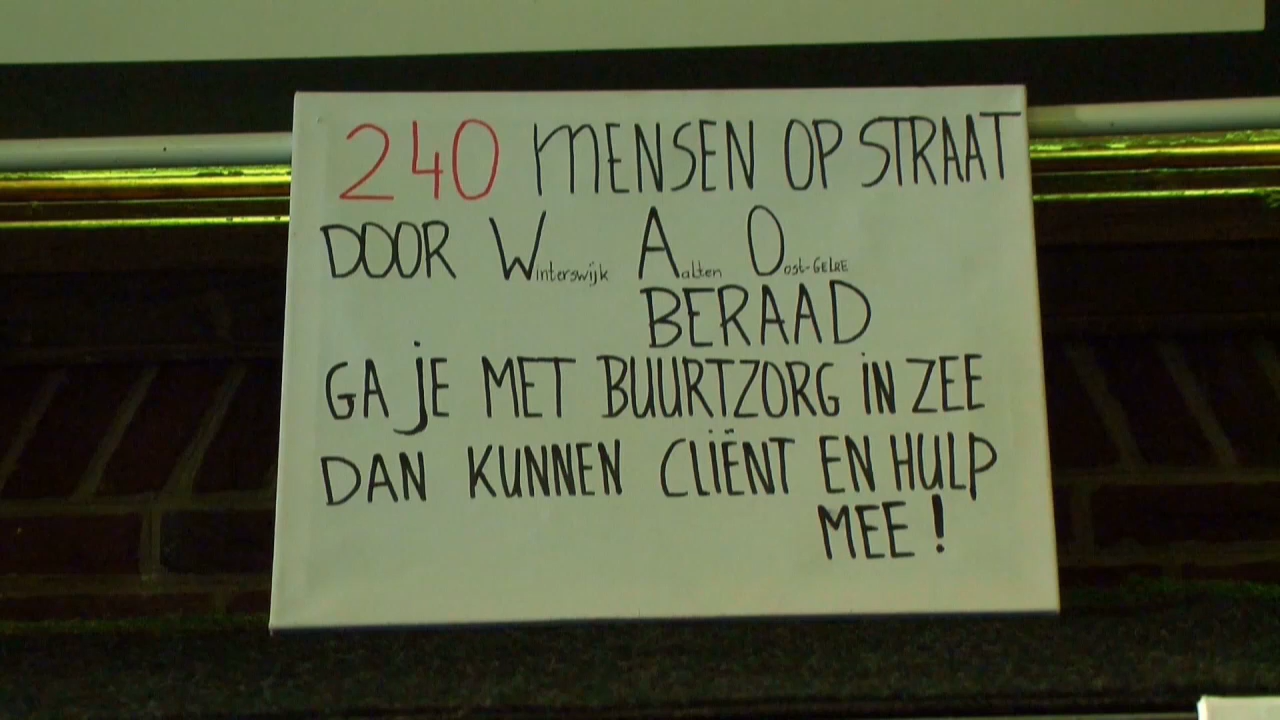 240 MENSEN OP STRAAT
DOOR Winterswijk Aalten Oost-GELRE
BERAAD
GA JE MET BUURTZORG IN ZEE
DAN KUNNEN CLIËNT EN HULP
MEE!